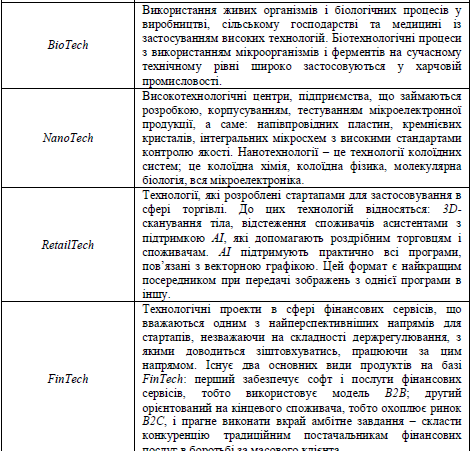 BioTech
Використання живих організмів і біологічних процесів у
виробництві, сільському господарстві та медицині із
застосуванням високих технологій. Біотехнологічні процеси
з використанням мікроорганізмів і ферментів на сучасному
технічному рівні широко застосовуються у харчовій
промисловості.
NanoTech
Високотехнологічні центри, підприємства, що займаються
розробкою, корпусуванням, тестуванням мікроелектронної
продукції, а саме: напівпровідних пластин, кремнієвих
кристалів, інтегральних мікросхем з високими стандартами
контролю якості. Нанотехнології – це технології колоїдних
систем; це колоїдна хімія, колоїдна фізика, молекулярна
біологія, вся мікроелектроніка.
RetailTech
Технології, які розроблені стартапами для застосовування в
сфері торгівлі. До цих технологій відносяться: 3D-
сканування тіла, відстеження споживачів асистентами з
підтримкою AI, які допомагають роздрібним торговцям і
споживачам. AI підтримують практично всі програми,
пов’язані з векторною графікою. Цей формат є найкращим
посередником при передачі зображень з однієї програми в
іншу.
FinTech
Технологічні проекти в сфері фінансових сервісів, що
вважаються одним з найперспективніших напрямів для
стартапів, незважаючи на складності держрегулювання, з
якими доводиться зіштовхуватись, працюючи за цим
напрямом. Існує два основних види продуктів на базі
FinTech: перший забезпечує софт і послуги фінансових
сервісів, тобто використовує модель B2B; другий
орієнтований на кінцевого споживача, тобто охоплює ринок
B2C, і прагне виконати вкрай амбітне завдання – скласти
конкуренцію традиційним постачальникам фінансових
послуг в боротьбі за масового клієнта.